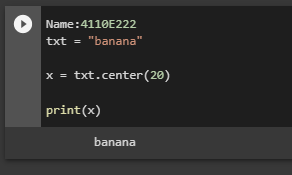 Name:4110E222
txt = "banana"
x = txt.center(20)
print(x)
banana